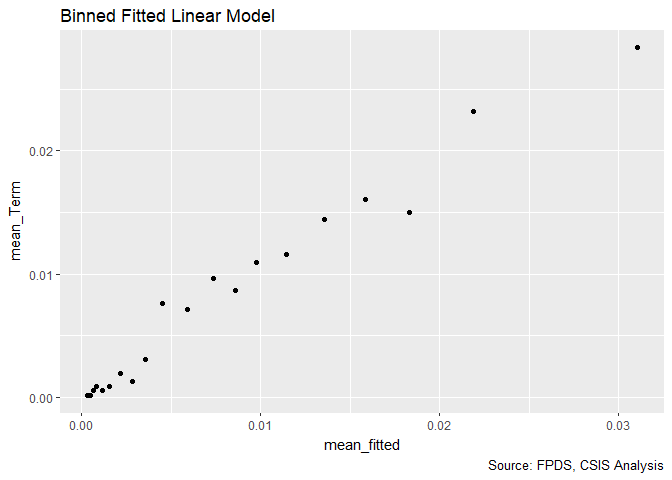 Binned Fitted Linear Model
mean_Term
0.02
0.01
0.00
0.00 0.01 0.02 0.03
mean_fitted
Source: FPDS, CSIS Analysis